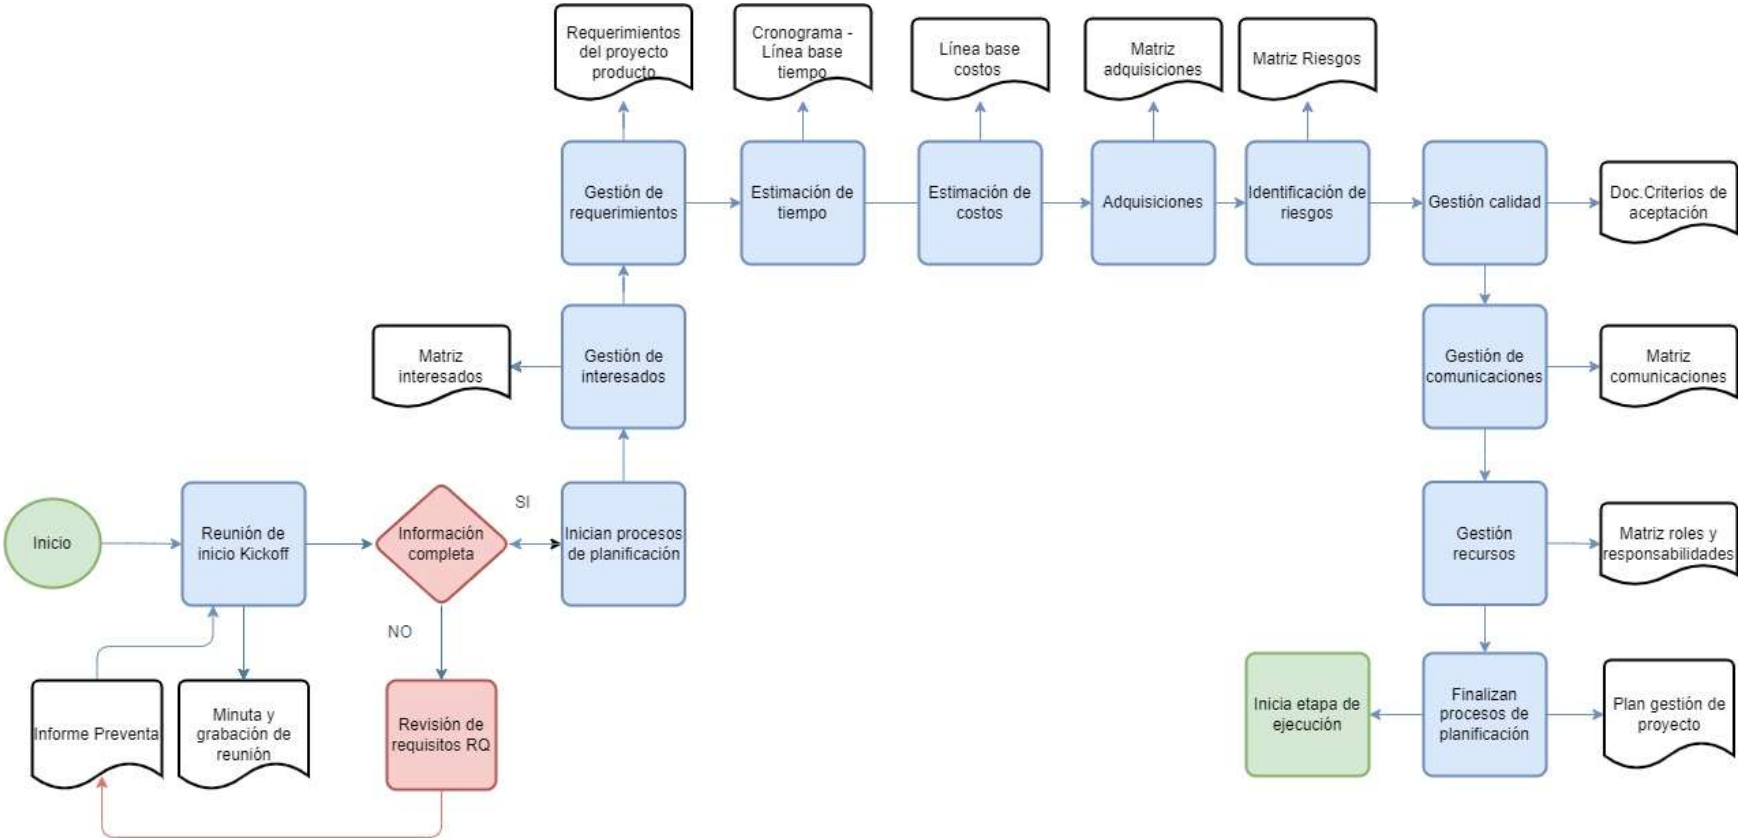 Requerimientos
del proyecto
producto
Cronograma -
Línea base
tiempo
Línea base
costos
Matriz
adquisiciones
Matriz Riesgos
Gestión de
requerimientos
Estimación de
tiempo
Estimación de
costos
Adquisiciones
Identificación de
riesgos
Gestión calidad
Doc.Criterios de
aceptación
Matriz
interesados
Gestión de
interesados
Gestión de
comunicaciones
Matriz
comunicaciones
Inicio
Reunión de
inicio Kickoff
Información
completa
SI
Inician procesos
de planificación
Gestión
recursos
Matriz roles y
responsabilidades
NO
Informe Preventa
Minuta y
grabación de
reunión
Revisión de
requisitos RQ
Inicia etapa de
ejecución
Finalizan
procesos de
planificación
Plan gestión de
proyecto